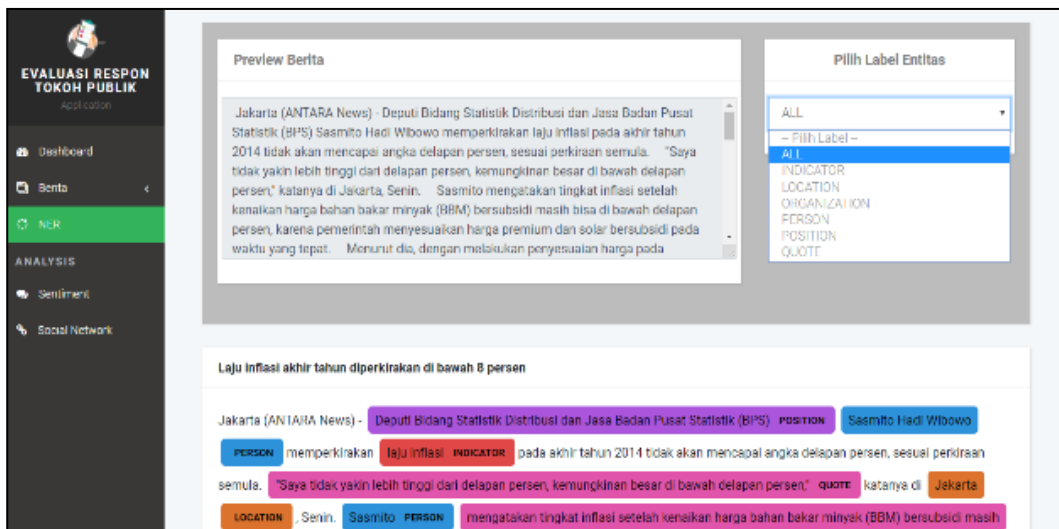 EVALUASI RESPON
TOKOH PUBLIK
Application
Dashboard
Berita
NER
ANALYSIS
Sentiment
Social Network
Preview Berita
Jakarta (ANTARA News) - Deputi Bidang Statistik Distribusi dan Jasa Badan Pusat
Statistik (BPS) Sasmito Hadi Wibowo memperkirakan laju inflasi pada akhir tahun
2014 tidak akan mencapai angka delapan persen, sesuai perkiraan semula. "Saya
tidak yakin lebih tinggi dari delapan persen, kemungkinan besar di bawah delapan
persen," katanya di Jakarta, Senin. Sasmito mengatakan tingkat inflasi setelah
kenaikan harga bahan bakar minyak (BBM) bersubsidi masih bisa di bawah delapan
persen, karena pemerintah menyesuaikan harga premium dan solar bersubsidi pada
waktu yang tepat. Menurut dia, dengan melakukan penyesuaian harga pada
Pilih Label Entitas
ALL
-- Pilih Label --
ALL
INDICATOR
LOCATION
ORGANIZATION
PERSON
POSITION
QUOTE
Laju inflasi akhir tahun diperkirakan di bawah 8 persen
Jakarta (ANTARA News) - Deputi Bidang Statistik Distribusi dan Jasa Badan Pusat Statistik (BPS) POSITION Sasmito Hadi Wibowo
PERSON memperkirakan laju inflasi INDICATOR pada akhir tahun 2014 tidak akan mencapai angka delapan persen, sesuai perkiraan
semula. "Saya tidak yakin lebih tinggi dari delapan persen, kemungkinan besar di bawah delapan persen," QUOTE katanya di Jakarta
LOCATION , Senin. Sasmito PERSON mengatakan tingkat inflasi setelah kenaikan harga bahan bakar minyak (BBM) bersubsidi masih